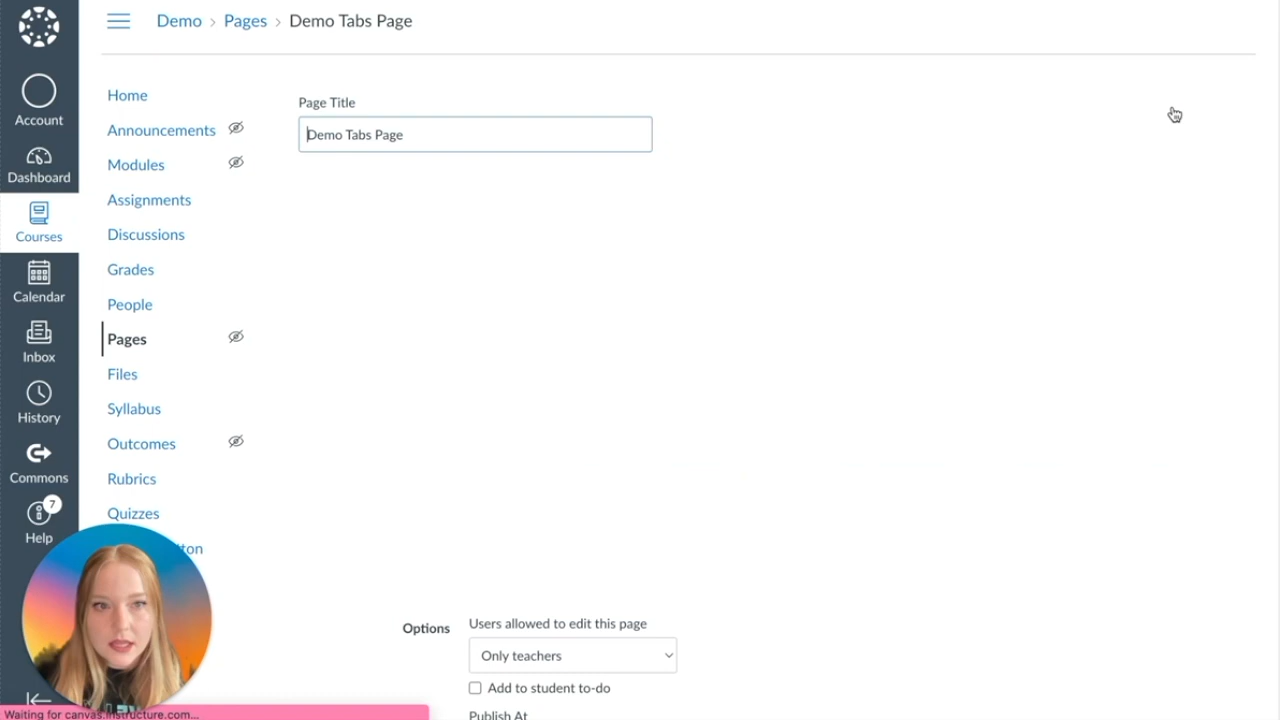 Demo > Pages > Demo Tabs Page
Account
Dashboard
Courses
Calendar
Inbox
History
Commons
7
Help
Home
Announcements
Modules
Assignments
Discussions
Grades
People
Pages
Files
Syllabus
Outcomes
Rubrics
Quizzes
Page Title
Demo Tabs Page
Options
Users allowed to edit this page
Only teachers
Add to student to-do
Publish At
Waiting for canvas.instructure.com...